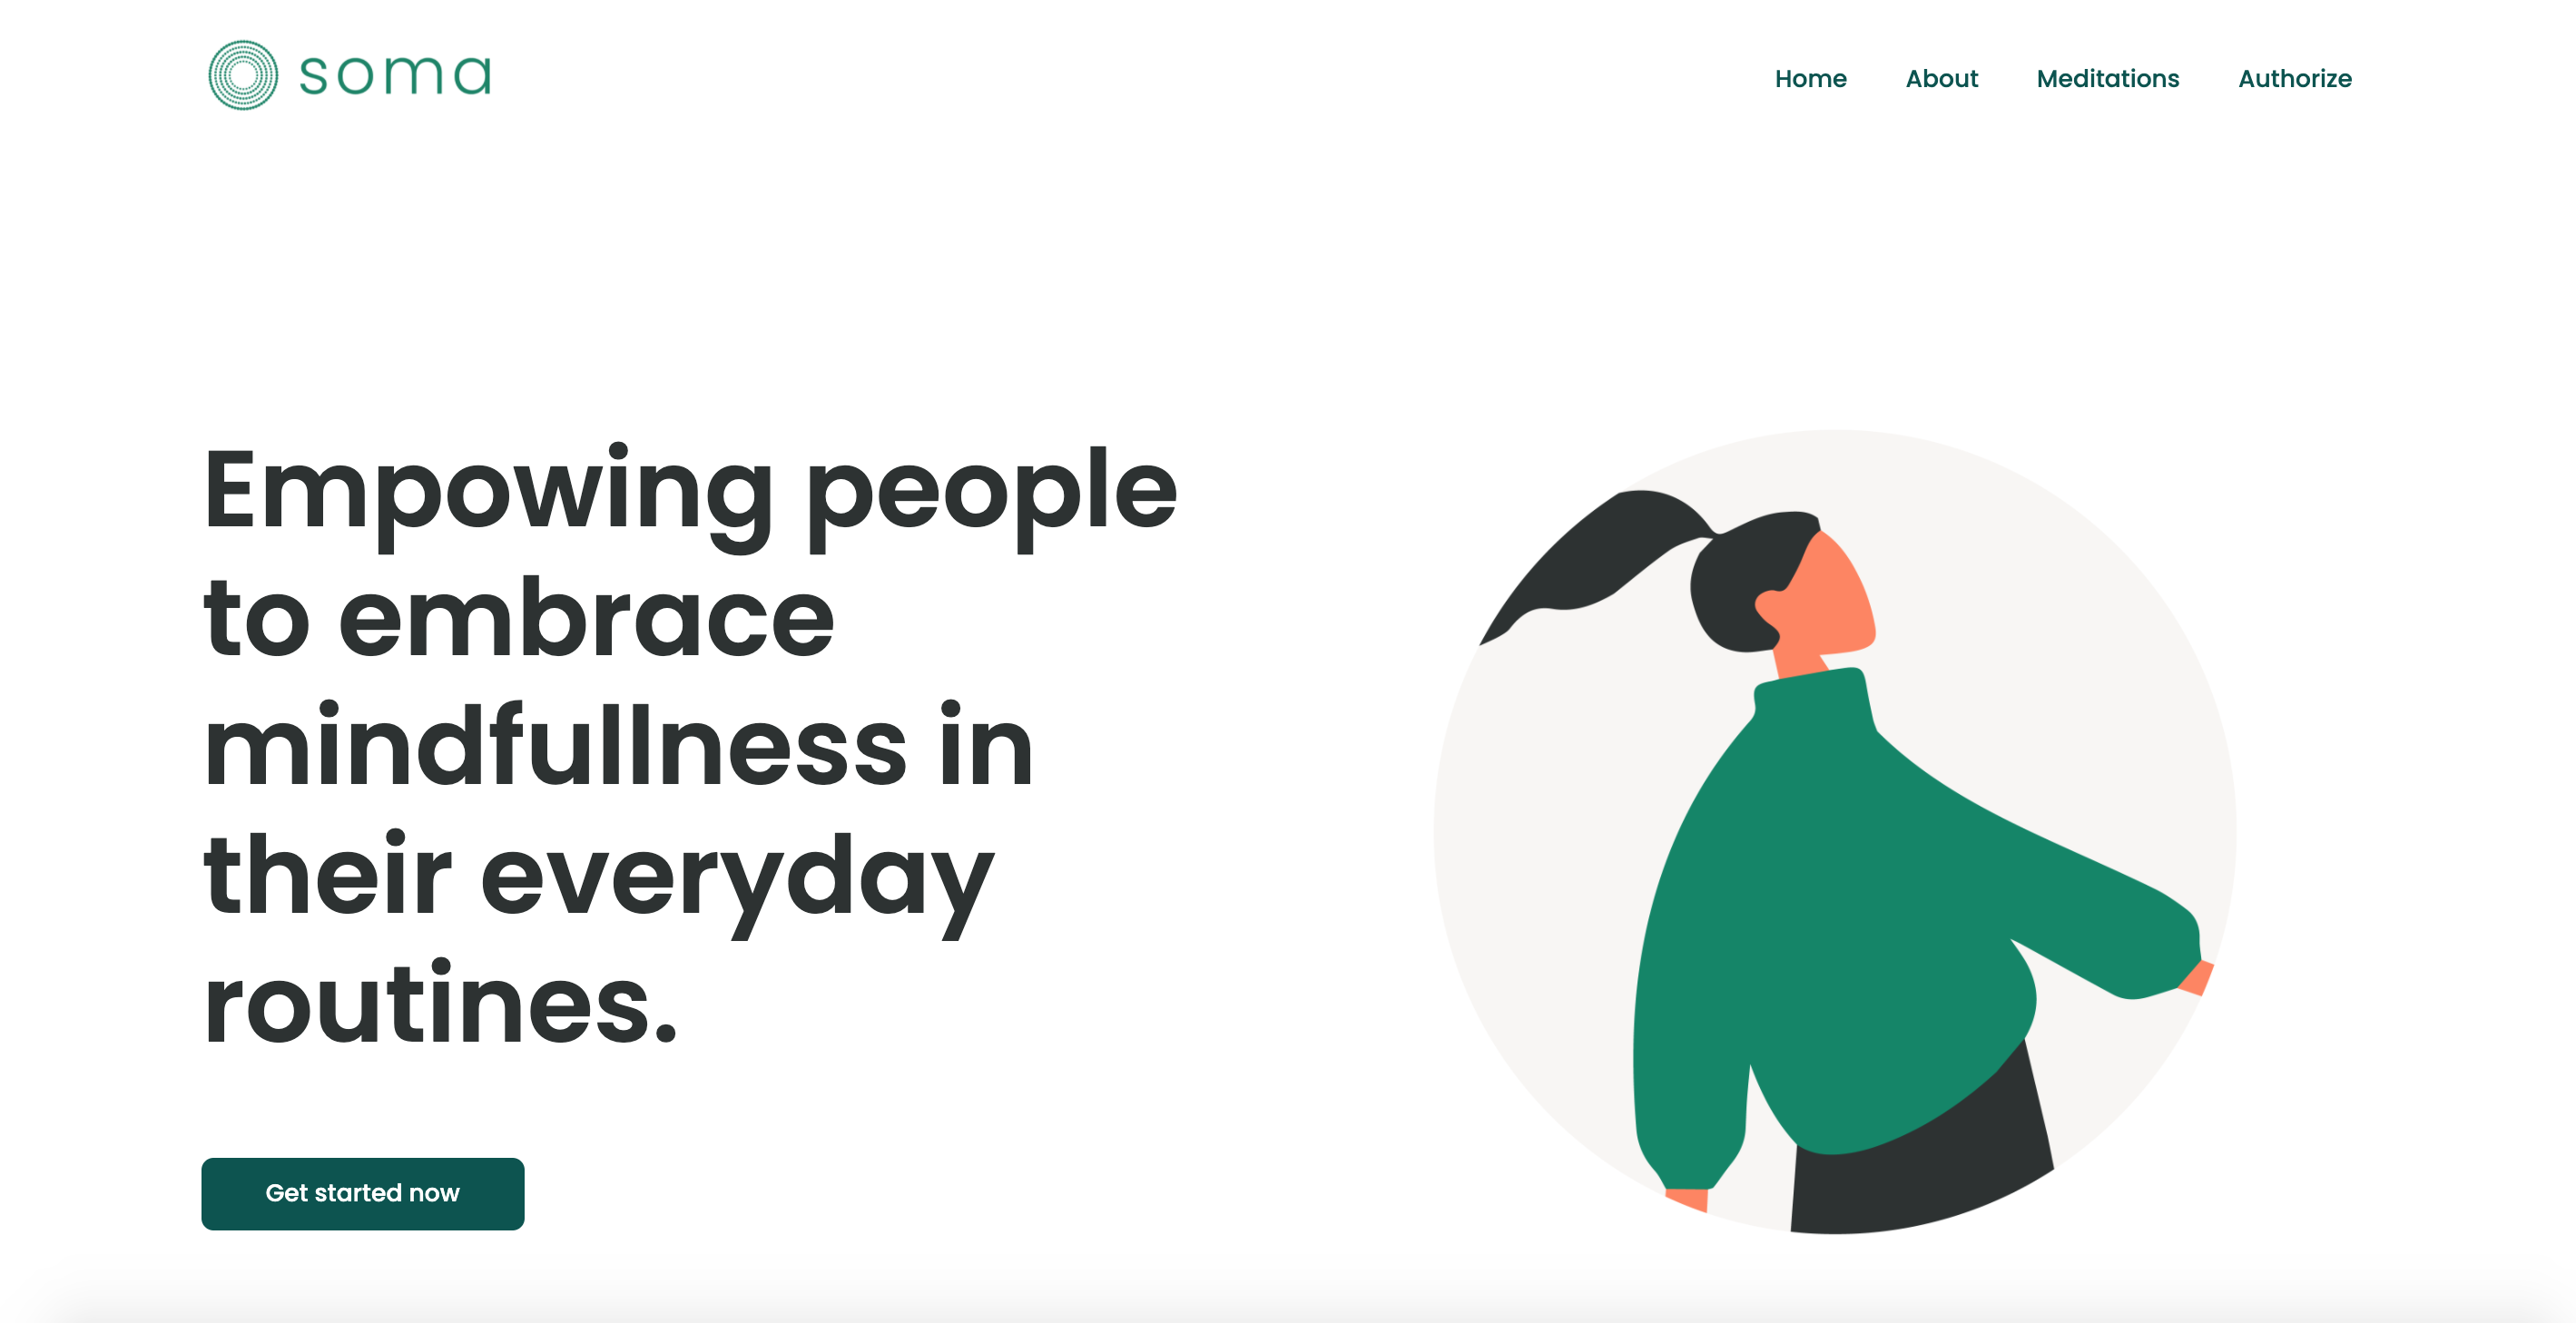 soma
Home
About
Meditations
Authorize
Empowing people
to embrace
mindfullness in
their everyday
routines.
Get started now